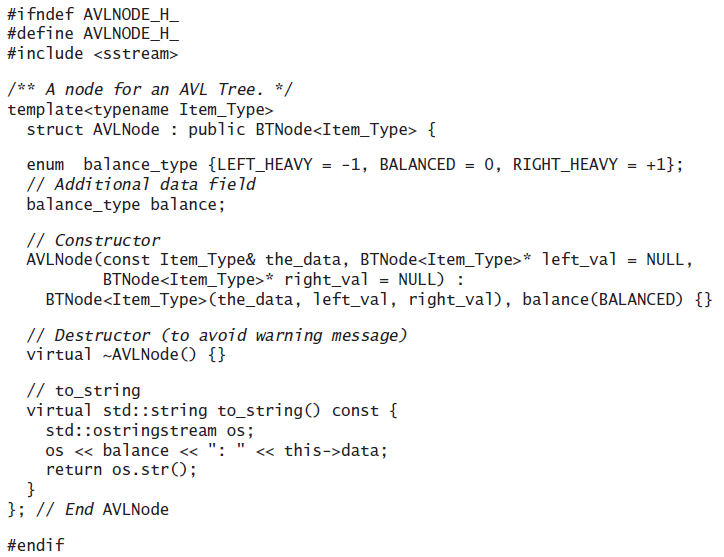 #ifndef AVLNODE_H_
#define AVLNODE_H_
#include <sstream>

/** A node for an AVL Tree. */
template<typename Item_Type>
  struct AVLNode : public BTNode<Item_Type> {

  enum  balance_type {LEFT_HEAVY = -1, BALANCED = 0, RIGHT_HEAVY = +1};
  // Additional data field
  balance_type balance;

  // Constructor
  AVLNode(const Item_Type& the_data, BTNode<Item_Type>* left_val = NULL,
          BTNode<Item_Type>* right_val = NULL) :
    BTNode<Item_Type>(the_data, left_val, right_val), balance(BALANCED) {}

  // Destructor (to avoid warning message)
  virtual ~AVLNode() {}

  // to_string
  virtual std::string to_string() const {
    std::ostringstream os;
    os << balance << ": " << this->data;
    return os.str();
  }
}; // End AVLNode

#endif